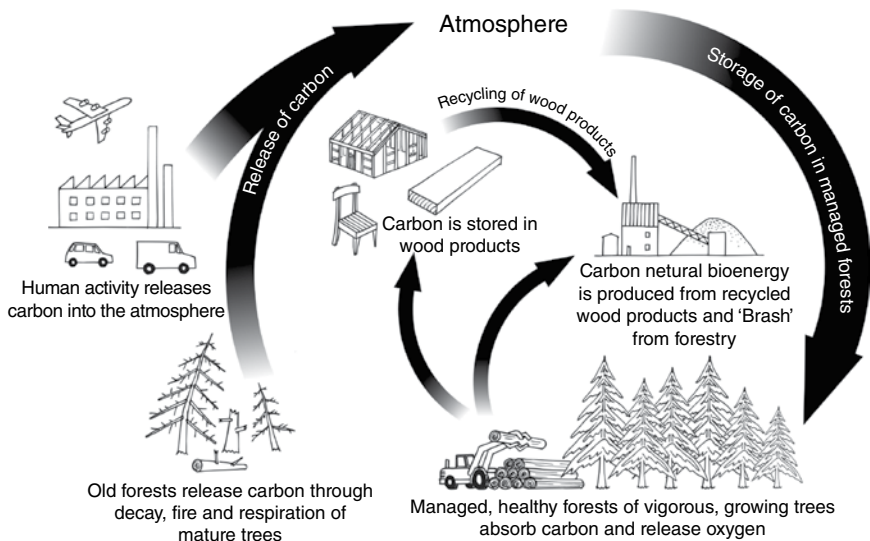 Atmosphere
Release of carbon
Storage of carbon in managed forests
Recycling of wood products
Carbon is stored in
wood products
Human activity releases
carbon into the atmosphere
Carbon netural bioenergy
is produced from recycled
wood products and ‘Brash’
from forestry
Old forests release carbon through
decay, fire and respiration of
mature trees
Managed, healthy forests of vigorous, growing trees
absorb carbon and release oxygen